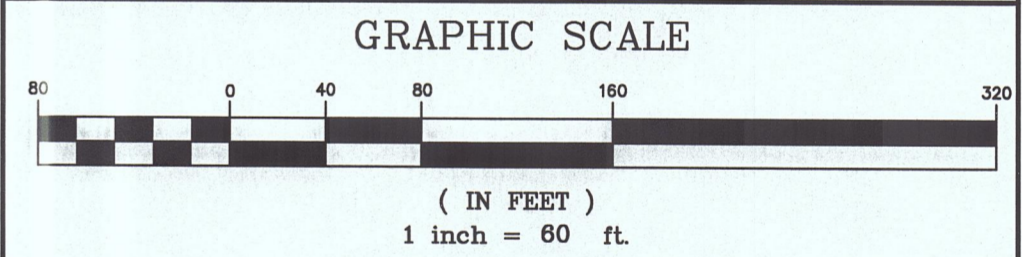 GRAPHIC SCALE
80 0 40 80 160 320
( IN FEET )
1 inch = 60 ft.